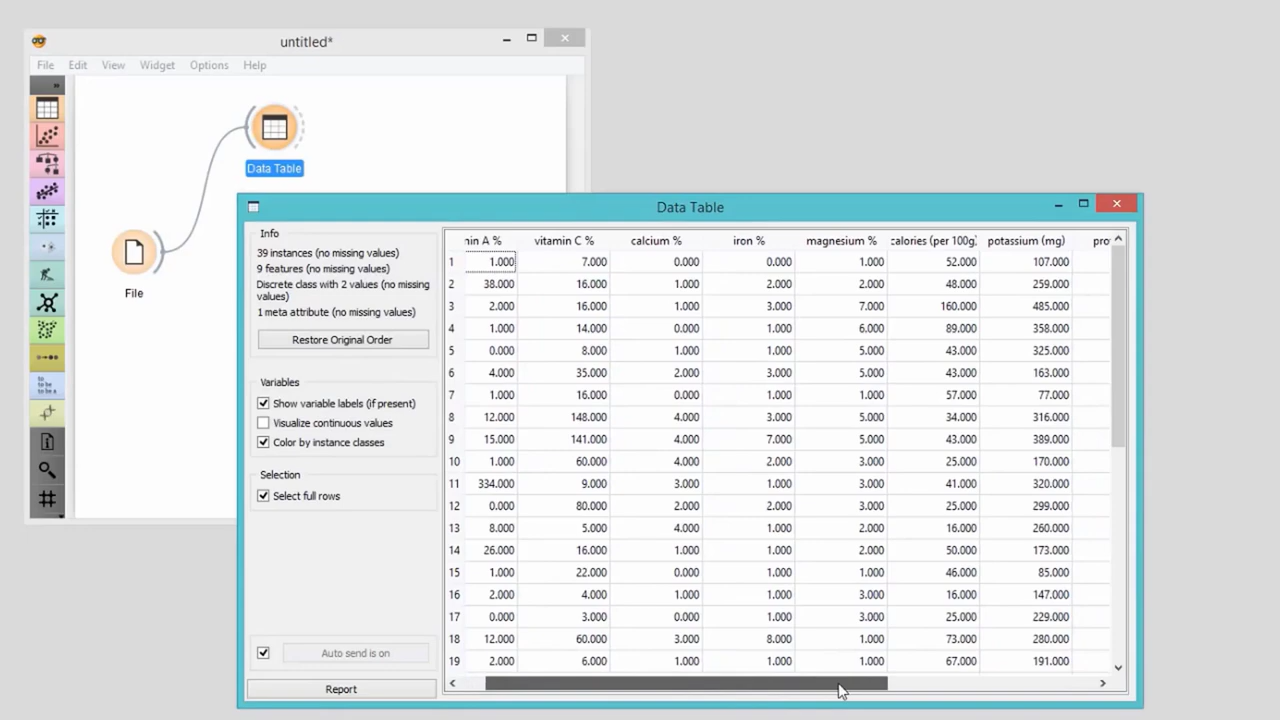 untitled*
File Edit View Widget Options Help
Data Table
File
Data Table
Info
39 instances (no missing values)
9 features (no missing values)
Discrete class with 2 values (no missing
values)
1 meta attribute (no missing values)
Restore Original Order
Variables
Show variable labels (if present)
Visualize continuous values
Color by instance classes
Selection
Select full rows
Auto send is on
Report
min A % vitamin C % calcium % iron % magnesium % calories (per 100g) potassium (mg) pro
1 1.000 7.000 0.000 0.000 1.000 52.000 107.000
2 38.000 16.000 1.000 2.000 2.000 48.000 259.000
3 2.000 16.000 1.000 3.000 7.000 160.000 485.000
4 1.000 14.000 0.000 1.000 6.000 89.000 358.000
5 0.000 8.000 1.000 1.000 5.000 43.000 325.000
6 4.000 35.000 2.000 3.000 5.000 43.000 163.000
7 1.000 16.000 0.000 1.000 1.000 57.000 77.000
8 12.000 148.000 4.000 3.000 5.000 34.000 316.000
9 15.000 141.000 4.000 7.000 5.000 43.000 389.000
10 1.000 60.000 4.000 2.000 3.000 25.000 170.000
11 334.000 9.000 3.000 1.000 3.000 41.000 320.000
12 0.000 80.000 2.000 2.000 3.000 25.000 299.000
13 8.000 5.000 4.000 1.000 2.000 16.000 260.000
14 26.000 16.000 1.000 1.000 2.000 50.000 173.000
15 1.000 22.000 0.000 1.000 1.000 46.000 85.000
16 2.000 4.000 1.000 1.000 3.000 16.000 147.000
17 0.000 3.000 0.000 1.000 3.000 25.000 229.000
18 12.000 60.000 3.000 8.000 1.000 73.000 280.000
19 2.000 6.000 1.000 1.000 1.000 67.000 191.000